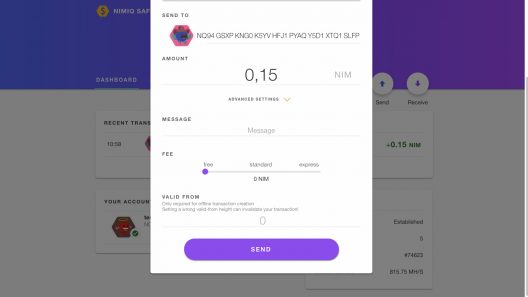 NIMIQ SAF
SEND TO
NQ94 GSXP KNG0 K5YV HFJ1 PYAQ Y5D1 XTQ1 SLFP
AMOUNT
0,15 NIM
ADVANCED SETTINGS
DASHBOARD
Send Receive
MESSAGE
Message
RECENT TRANS
10:58
+0.15 NIM
FEE
free standard express
0 NIM
YOUR ACCOUN
VALID FROM
Only required for offline transaction creation
Setting a wrong valid-from height can invalidate your transaction!
0
SEND
Established
5
#74623
815.75 MH/S